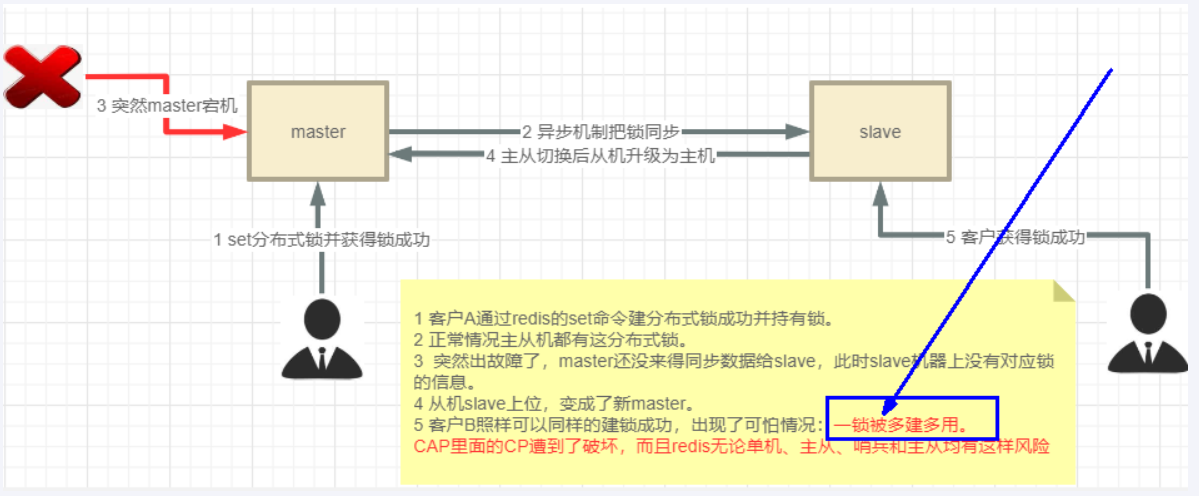 3 突然master宕机
master
2 异步机制把锁同步
slave
4 主从切换后从机升级为主机
1 set分布式锁并获得锁成功
5 客户获得锁成功
1 客户A通过redis的set命令建分布式锁成功并持有锁。
2 正常情况主从机都有这分布式锁。
3 突然出故障了，master还没来得同步数据给slave，此时slave机器上没有对应锁
的信息。
4 从机slave上位，变成了新master。
5 客户B照样可以同样的建锁成功，出现了可怕情况：一锁被多建多用。
CAP里面的CP遭到了破坏，而且redis无论单机、主从、哨兵和主从均有这样风险